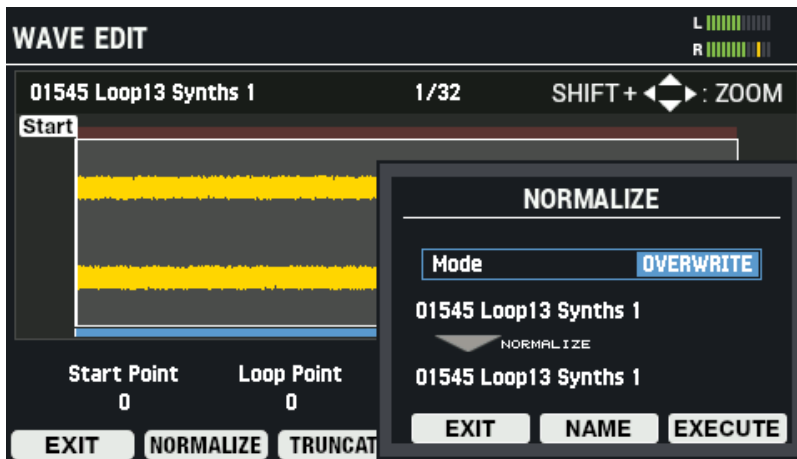 WAVE EDIT
L
R
01545 Loop13 Synths 1 1/32 SHIFT + : ZOOM
Start
NORMALIZE
Mode OVERWRITE
01545 Loop13 Synths 1
NORMALIZE
01545 Loop13 Synths 1
EXIT NAME EXECUTE
Start Point Loop Point
0 0
EXIT NORMALIZE TRUNCAT